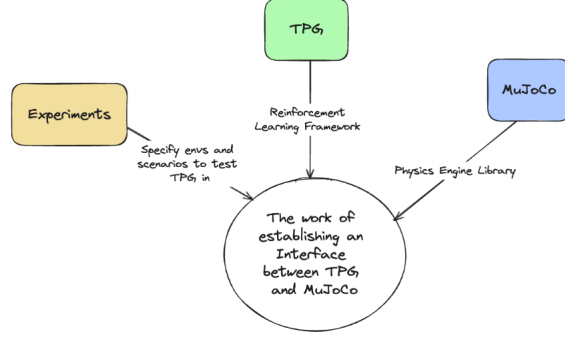 TPG
MuJoCo
Experiments
Reinforcement
Learning Framework
Specify envs and
scenarios to test
TPG in
Physics Engine Library
The work of
establishing an
Interface
between TPG
and MuJoCo